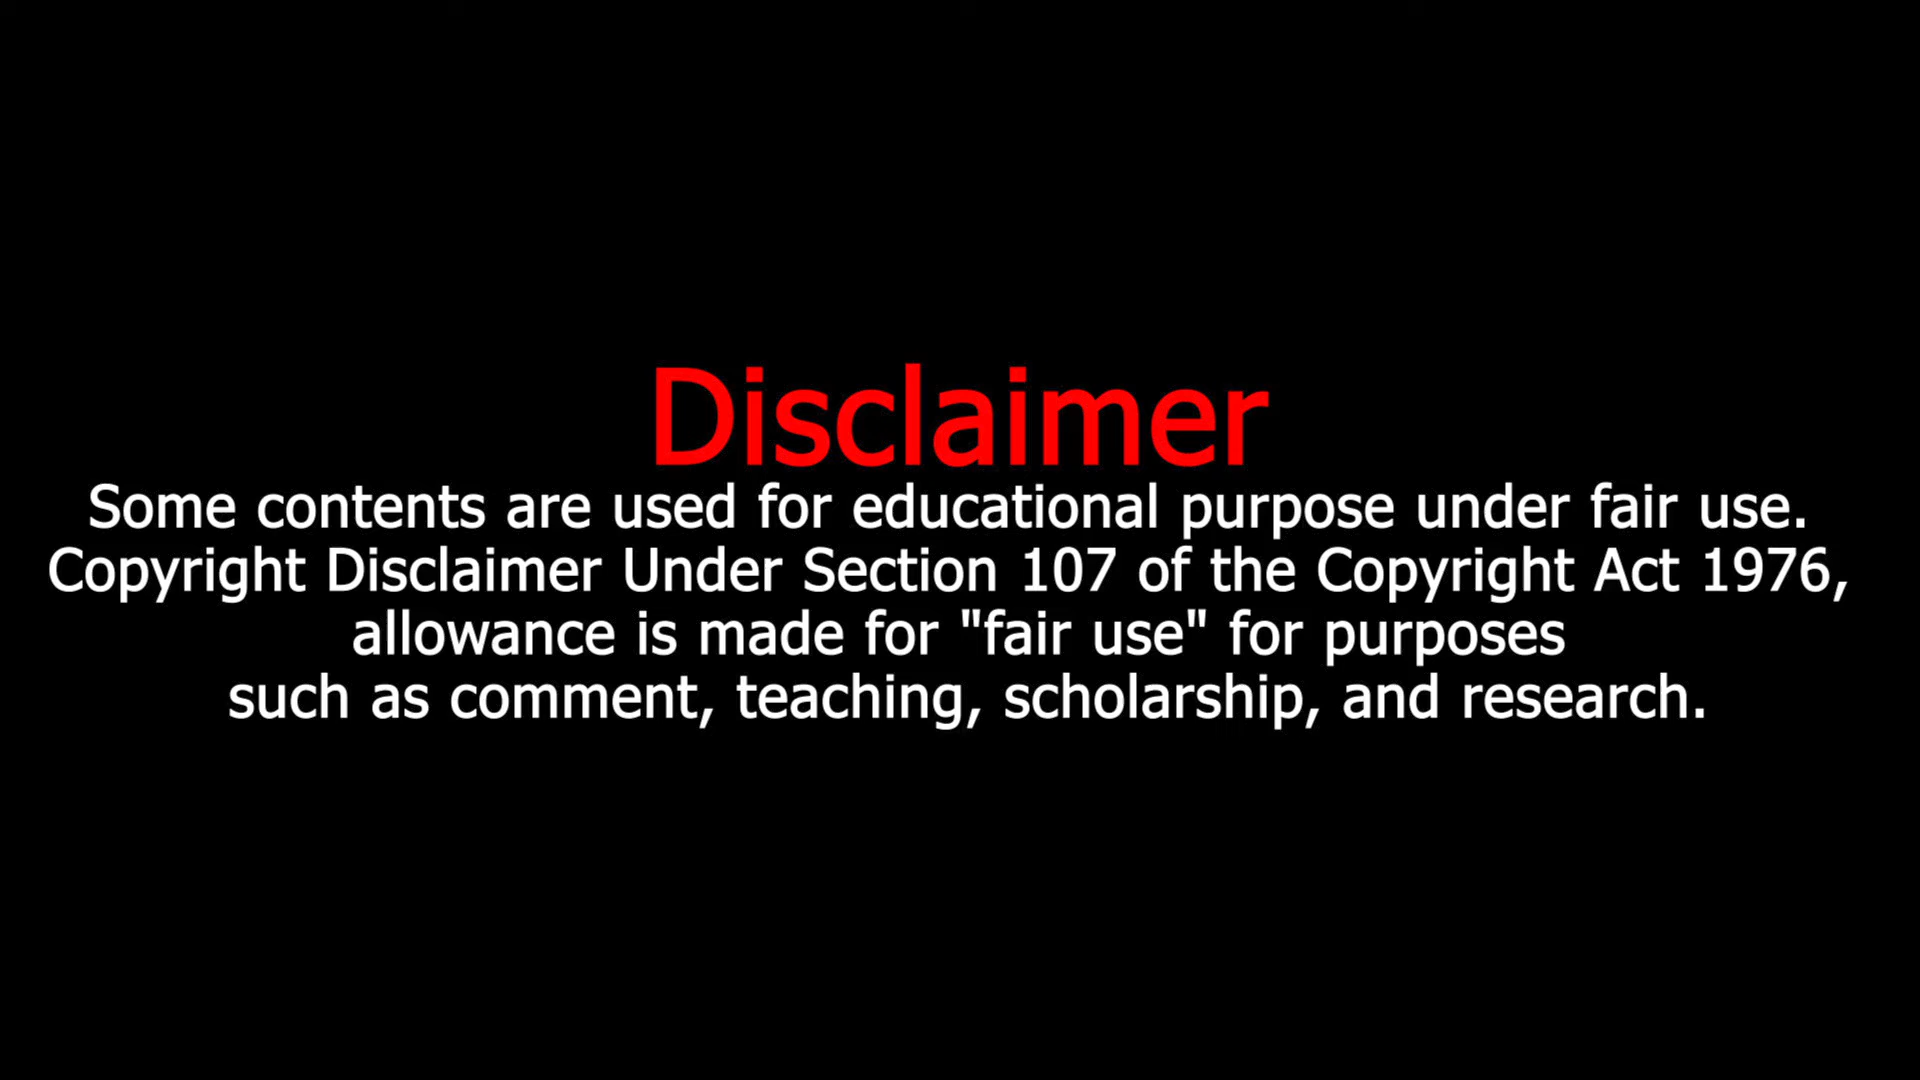 Disclaimer
Some contents are used for educational purpose under fair use.
Copyright Disclaimer Under Section 107 of the Copyright Act 1976,
allowance is made for "fair use" for purposes
such as comment, teaching, scholarship, and research.